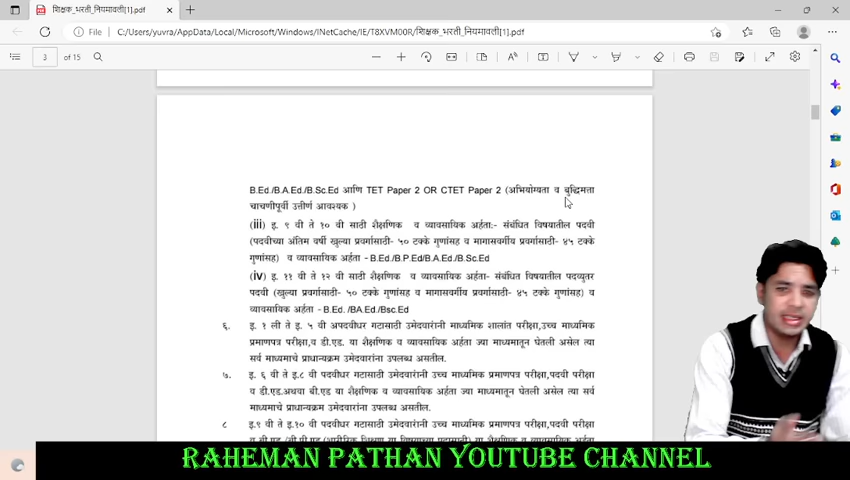 शिक्षक_भरती_नियमावली[1].pdf
File | C:/Users/yuvra/AppData/Local/Microsoft/Windows/INetCache/IE/T8XVM00R/शिक्षक_भरती_नियमावली[1].pdf
3 of 15
B.Ed./B.A.Ed./B.Sc.Ed आणि TET Paper 2 OR CTET Paper 2 (अभियोग्यता व बुद्धिमत्ता
चाचणीपूर्वी उत्तीर्ण आवश्यक )
(iii) इ. ९ वी ते १० वी साठी शैक्षणिक व व्यावसायिक अर्हता:- संबंधित विषयातील पदवी
(पदवीच्या अंतिम वर्षी खुल्या प्रवर्गासाठी- ५० टक्के गुणांसह व मागासवर्गीय प्रवर्गासाठी- ४५ टक्के
गुणांसह) व व्यावसायिक अर्हता - B.Ed./B.P.Ed/B.A.Ed./B.Sc.Ed
(iv) इ. ११ वी ते १२ वी साठी शैक्षणिक व व्यावसायिक अर्हता- संबंधित विषयातील पदव्युतर
पदवी (खुल्या प्रवर्गासाठी- ५० टक्के गुणांसह व मागासवर्गीय प्रवर्गासाठी- ४५ टक्के गुणांसह) व
व्यावसायिक अर्हता - B.Ed. /BA.Ed./Bsc.Ed
६. इ. १ ली ते इ. ५ वी अपदवीधर गटासाठी उमेदवारांनी माध्यमिक शालांत परीक्षा,उच्च माध्यमिक
प्रमाणपत्र परीक्षा,व डी.एड. या शैक्षणिक व व्यावसायिक अर्हता ज्या माध्यमातून घेतली असेल त्या
सर्व माध्यमाचे प्राधान्यक्रम उमेदवारांना उपलब्ध असतील.
७. इ. ६ वी ते इ.८ वी पदवीधर गटासाठी उमेदवारांनी उच्च माध्यमिक प्रमाणपत्र परीक्षा,पदवी परीक्षा
व डी.एड.अथवा बी.एड या शैक्षणिक व व्यावसायिक अर्हता ज्या माध्यमातून घेतली असेल त्या सर्व
माध्यमाचे प्राधान्यक्रम उमेदवारांना उपलब्ध असतील.
८ इ.९ वी ते इ.१० वी पदवीधर गटासाठी उमेदवारांनी उच्च माध्यमिक प्रमाणपत्र परीक्षा,पदवी परीक्षा
RAHEMAN PATHAN YOUTUBE CHANNEL